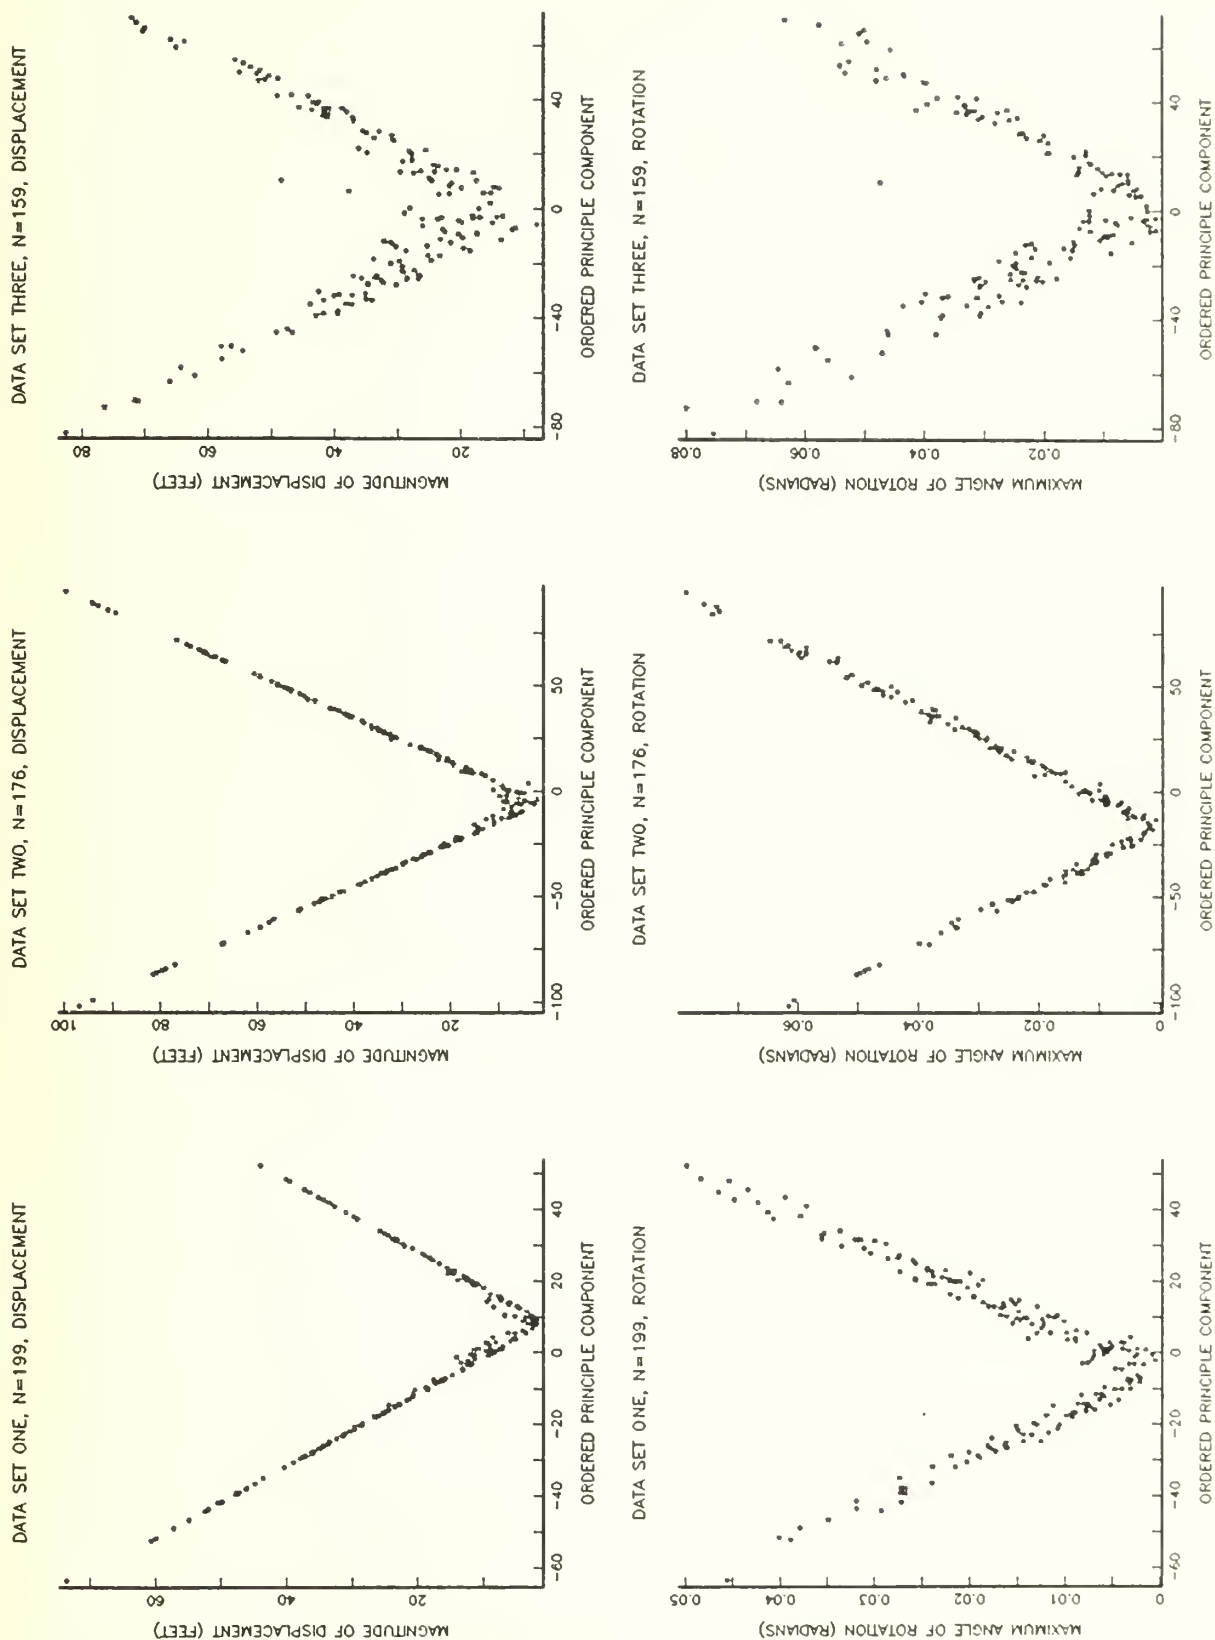 DATA SET ONE, N=199, DISPLACEMENT
MAGNITUDE OF DISPLACEMENT (FEET)
60
40
20
-60 -40 -20 0 20 40
ORDERED PRINCIPLE COMPONENT
DATA SET TWO, N=176, DISPLACEMENT
MAGNITUDE OF DISPLACEMENT (FEET)
100
80
60
40
20
-100 -50 0 50
ORDERED PRINCIPLE COMPONENT
DATA SET THREE, N=159, DISPLACEMENT
MAGNITUDE OF DISPLACEMENT (FEET)
80
60
40
20
-80 -40 0 40
ORDERED PRINCIPLE COMPONENT
DATA SET ONE, N=199, ROTATION
MAXIMUM ANGLE OF ROTATION (RADIANS)
0.05
0.04
0.03
0.02
0.01
0
-60 -40 -20 0 20 40
ORDERED PRINCIPLE COMPONENT
DATA SET TWO, N=176, ROTATION
MAXIMUM ANGLE OF ROTATION (RADIANS)
0.06
0.04
0.02
0
-100 -50 0 50
ORDERED PRINCIPLE COMPONENT
DATA SET THREE, N=159, ROTATION
MAXIMUM ANGLE OF ROTATION (RADIANS)
0.08
0.06
0.04
0.02
-80 -40 0 40
ORDERED PRINCIPLE COMPONENT